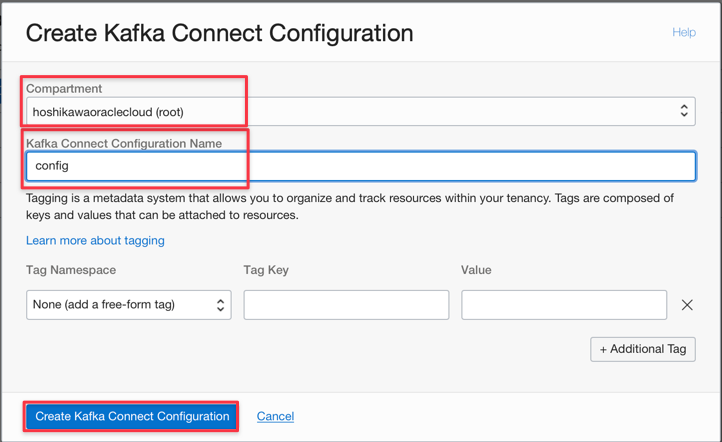 Create Kafka Connect Configuration
Help
Compartment
hoshikawaoraclecloud (root)
Kafka Connect Configuration Name
config
Tagging is a metadata system that allows you to organize and track resources within your tenancy. Tags are composed of
keys and values that can be attached to resources.
Learn more about tagging
Tag Namespace Tag Key Value
None (add a free-form tag)
+ Additional Tag
Create Kafka Connect Configuration Cancel